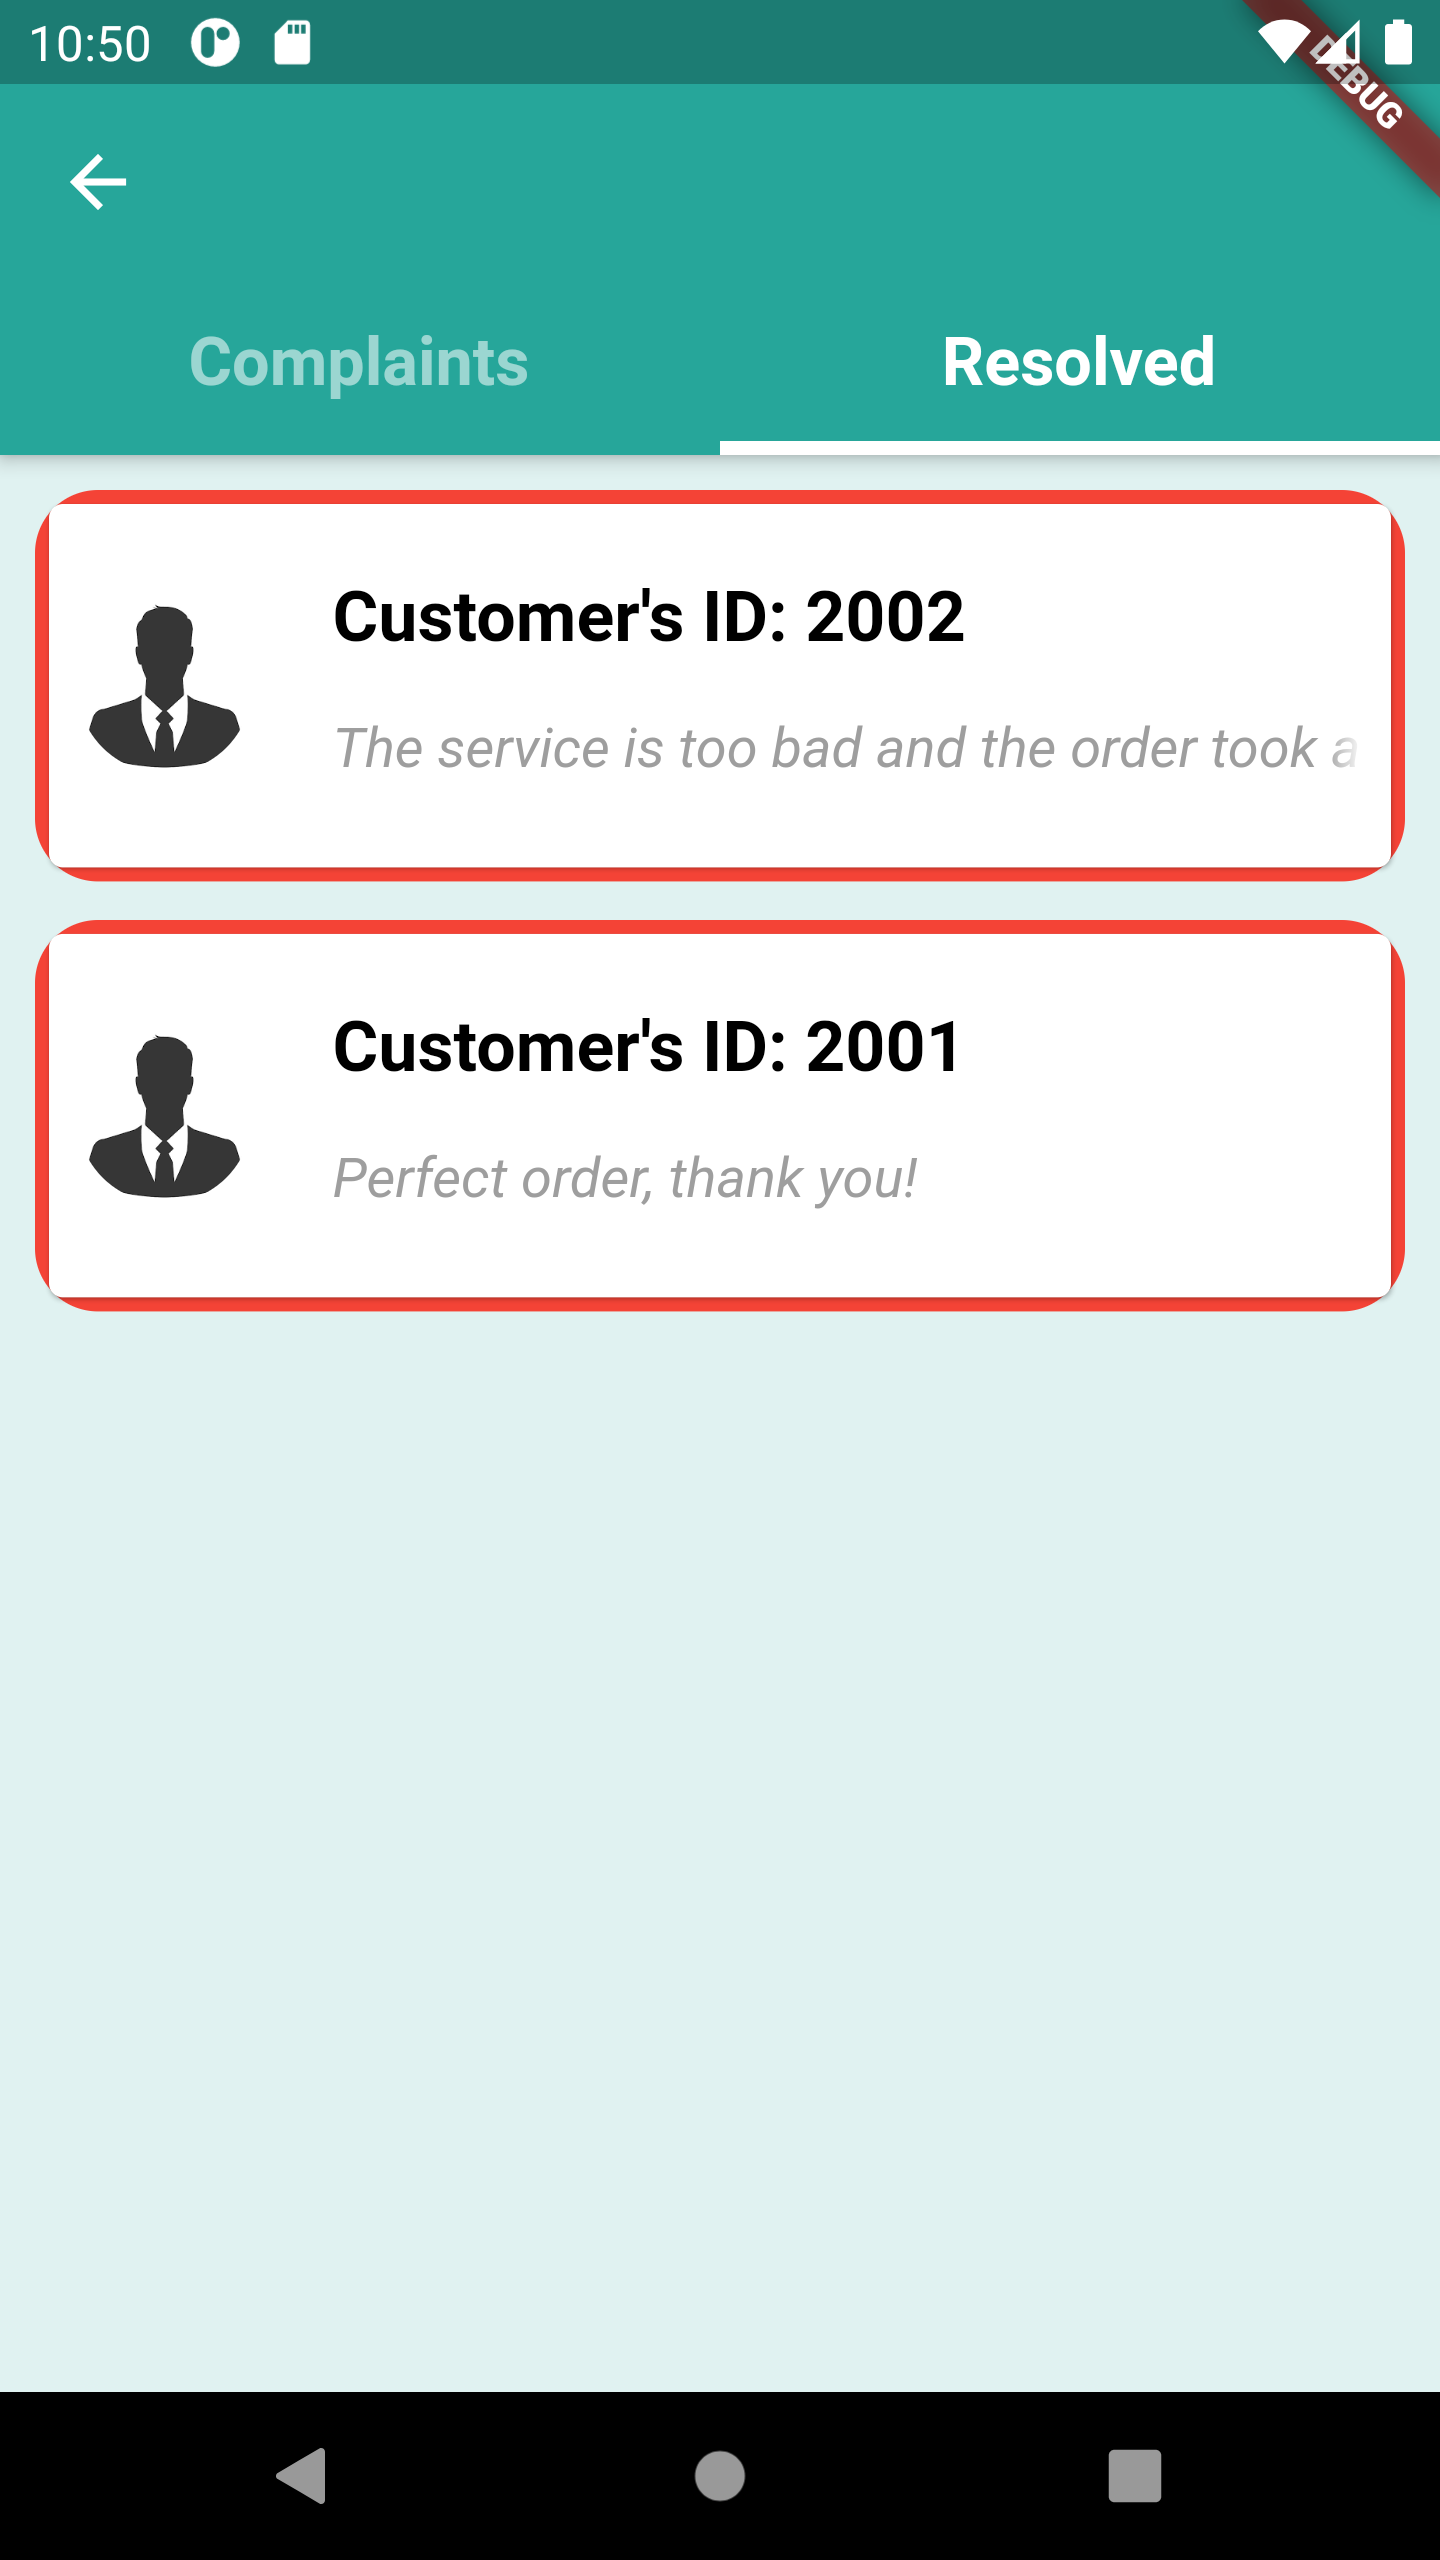 10:50
DEBUG
Complaints
Resolved
Customer's ID: 2002
The service is too bad and the order took a
Customer's ID: 2001
Perfect order, thank you!